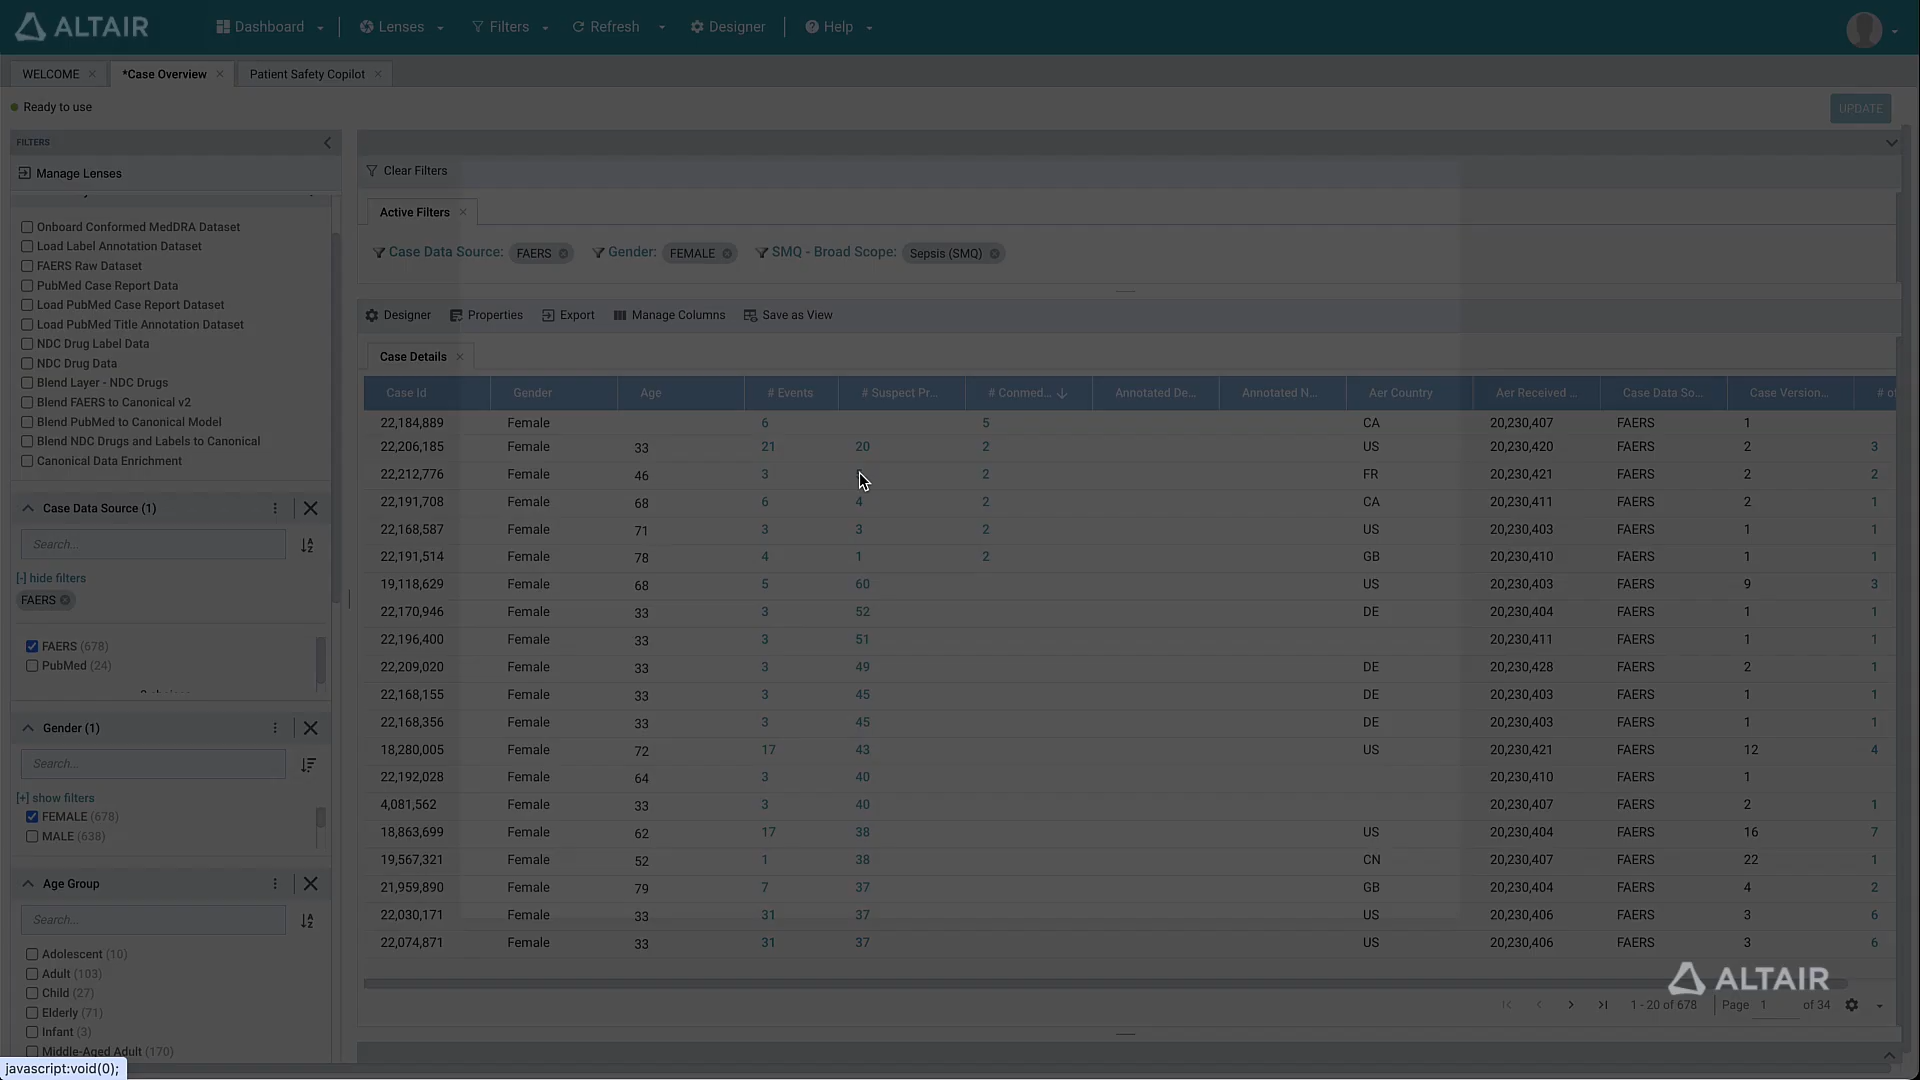 ALTAIR Dashboard Lenses Filters Refresh Designer Help
WELCOME *Case Overview Patient Safety Copilot
Ready to use UPDATE
FILTERS
Manage Lenses
Onboard Conformed MedDRA Dataset
Load Label Annotation Dataset
FAERS Raw Dataset
PubMed Case Report Data
Load PubMed Case Report Dataset
Load PubMed Title Annotation Dataset
NDC Drug Label Data
NDC Drug Data
Blend Layer - NDC Drugs
Blend FAERS to Canonical v2
Blend PubMed to Canonical Model
Blend NDC Drugs and Labels to Canonical
Canonical Data Enrichment
Case Data Source (1)
Search...
[-] hide filters
FAERS
FAERS (678)
PubMed (24)
Gender (1)
Search...
[+] show filters
FEMALE (678)
MALE (638)
Age Group
Search...
Adolescent (10)
Adult (103)
Child (27)
Elderly (71)
Infant (3)
Middle-Aged Adult (170)
javascript:void(0);
Clear Filters
Active Filters
Case Data Source: FAERS Gender: FEMALE SMQ - Broad Scope: Sepsis (SMQ)
Designer Properties Export Manage Columns Save as View
Case Details
Case Id Gender Age # Events # Suspect Pr... # Conmed... Annotated De... Annotated N... Aer Country Aer Received ... Case Data So... Case Version... # of
22,184,889 Female 6 5 CA 20,230,407 FAERS 1
22,206,185 Female 33 21 20 2 US 20,230,420 FAERS 2 3
22,212,776 Female 46 3 2 FR 20,230,421 FAERS 2 2
22,191,708 Female 68 6 4 2 CA 20,230,411 FAERS 2 1
22,168,587 Female 71 3 3 2 US 20,230,403 FAERS 1 1
22,191,514 Female 78 4 1 2 GB 20,230,410 FAERS 1 1
19,118,629 Female 68 5 60 US 20,230,403 FAERS 9 3
22,170,946 Female 33 3 52 DE 20,230,404 FAERS 1 1
22,196,400 Female 33 3 51 20,230,411 FAERS 1 1
22,209,020 Female 33 3 49 DE 20,230,428 FAERS 2 1
22,168,155 Female 33 3 45 DE 20,230,403 FAERS 1 1
22,168,356 Female 33 3 45 DE 20,230,403 FAERS 1 1
18,280,005 Female 72 17 43 US 20,230,421 FAERS 12 4
22,192,028 Female 64 3 40 20,230,410 FAERS 1
4,081,562 Female 33 3 40 20,230,407 FAERS 2 1
18,863,699 Female 62 17 38 US 20,230,404 FAERS 16 7
19,567,321 Female 52 1 38 CN 20,230,407 FAERS 22 1
21,959,890 Female 79 7 37 GB 20,230,404 FAERS 4 2
22,030,171 Female 33 31 37 US 20,230,406 FAERS 3 6
22,074,871 Female 33 31 37 US 20,230,406 FAERS 3 6
ALTAIR
1 - 20 of 678 Page 1 of 34